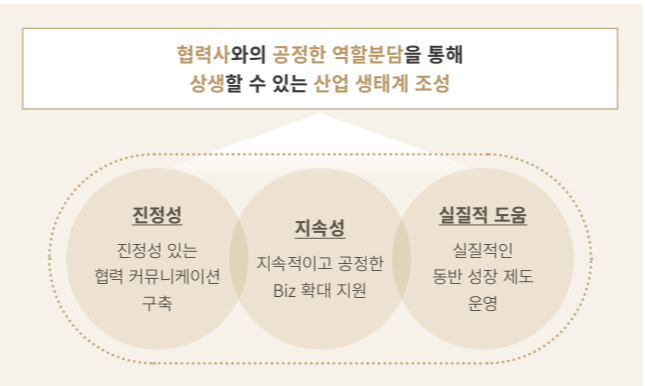 협력사와의 공정한 역할분담을 통해
상생할 수 있는 산업 생태계 조성
진정성
진정성 있는
협력 커뮤니케이션
구축
지속성
지속적이고 공정한
Biz 확대 지원
실질적 도움
실질적인
동반 성장 제도
운영